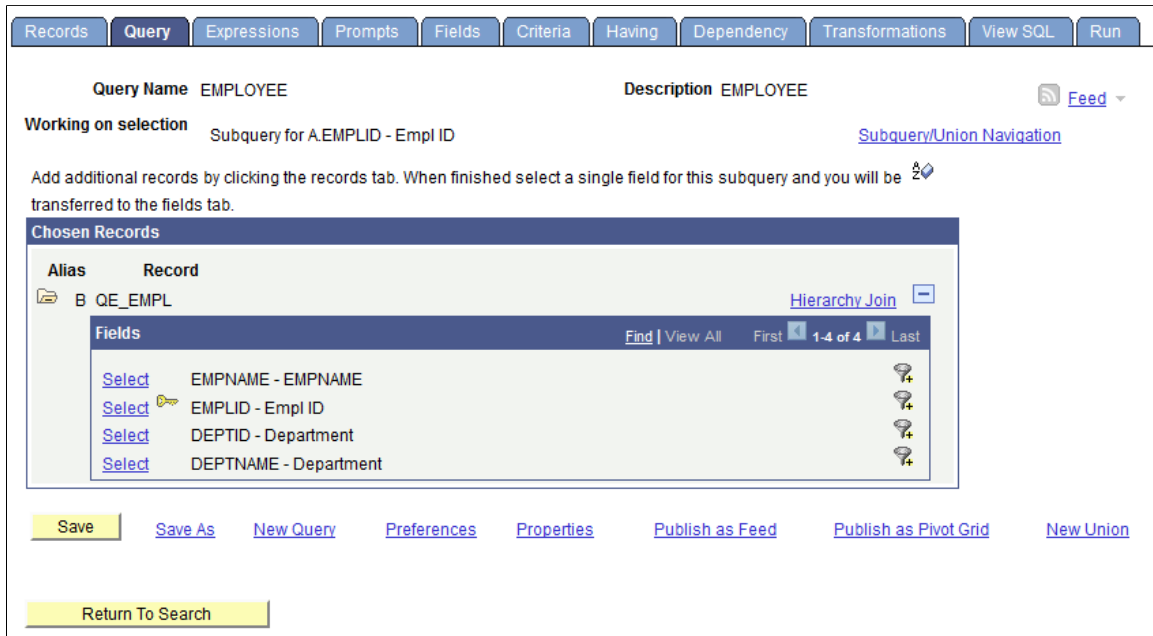 Records Query Expressions Prompts Fields Criteria Having Dependency Transformations View SQL Run
Query Name EMPLOYEE Description EMPLOYEE Feed
Working on selection Subquery for A.EMPLID - Empl ID Subquery/Union Navigation
Add additional records by clicking the records tab. When finished select a single field for this subquery and you will be
transferred to the fields tab.
Chosen Records
Alias Record
B QE_EMPL Hierarchy Join
Fields Find | View All First 1-4 of 4 Last
Select EMPNAME - EMPNAME
Select EMPLID - Empl ID
Select DEPTID - Department
Select DEPTNAME - Department
Save Save As New Query Preferences Properties Publish as Feed Publish as Pivot Grid New Union
Return To Search